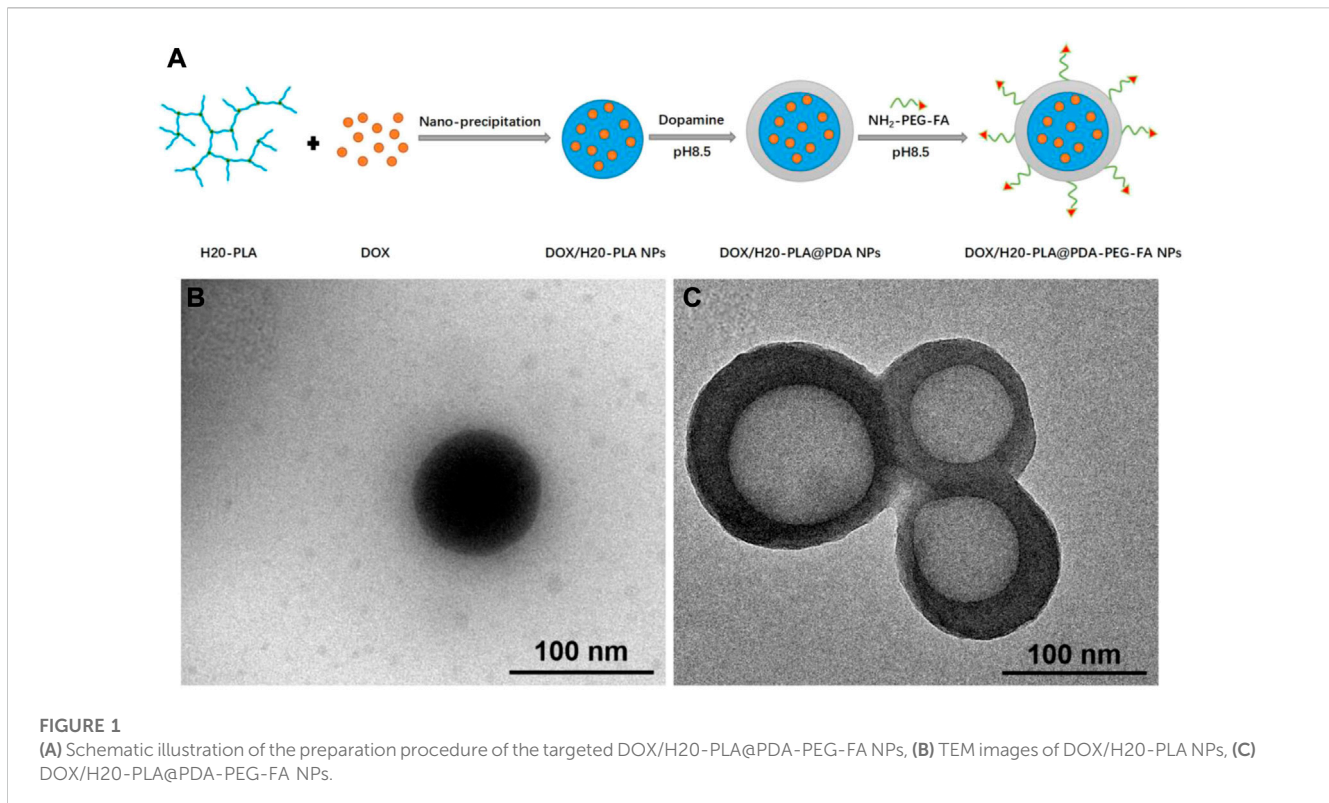 A
+
Nano-precipitation
Dopamine
pH8.5
NH₂-PEG-FA
pH8.5
H20-PLA
DOX
DOX/H20-PLA NPs
DOX/H20-PLA@PDA NPs
DOX/H20-PLA@PDA-PEG-FA NPs
B
100 nm
C
100 nm
FIGURE 1
(A) Schematic illustration of the preparation procedure of the targeted DOX/H20-PLA@PDA-PEG-FA NPs, (B) TEM images of DOX/H20-PLA NPs, (C)
DOX/H20-PLA@PDA-PEG-FA NPs.